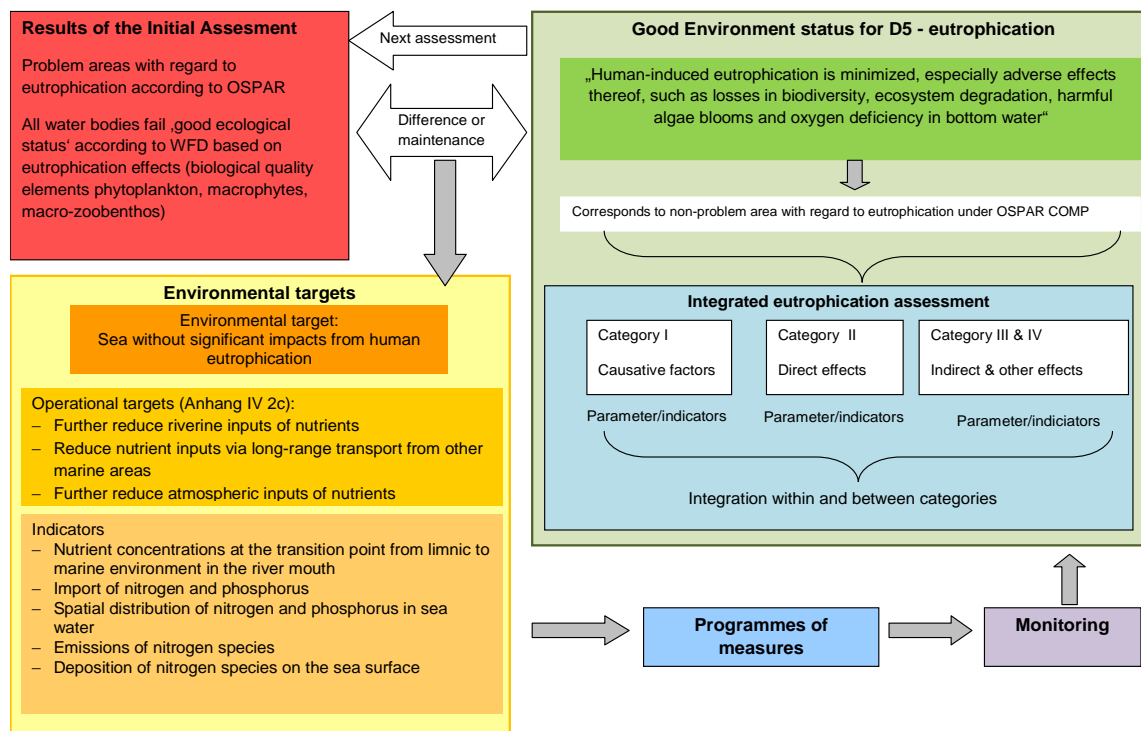 Results of the Initial Assesment
Problem areas with regard to
eutrophication according to OSPAR
All water bodies fail ‚good ecological
status‘ according to WFD based on
eutrophication effects (biological quality
elements phytoplankton, macrophytes,
macro-zoobenthos)
Next assessment
Difference or
maintenance
Good Environment status for D5 - eutrophication
„Human-induced eutrophication is minimized, especially adverse effects
thereof, such as losses in biodiversity, ecosystem degradation, harmful
algae blooms and oxygen deficiency in bottom water“
Corresponds to non-problem area with regard to eutrophication under OSPAR COMP
Integrated eutrophication assessment
Category I
Causative factors
Category II
Direct effects
Category III & IV
Indirect & other effects
Parameter/indicators
Parameter/indicators
Parameter/indiciators
Integration within and between categories
Environmental targets
Environmental target:
Sea without significant impacts from human
eutrophication
Operational targets (Anhang IV 2c):
– Further reduce riverine inputs of nutrients
– Reduce nutrient inputs via long-range transport from other
marine areas
– Further reduce atmospheric inputs of nutrients
Indicators
– Nutrient concentrations at the transition point from limnic to
marine environment in the river mouth
– Import of nitrogen and phosphorus
– Spatial distribution of nitrogen and phosphorus in sea
water
– Emissions of nitrogen species
– Deposition of nitrogen species on the sea surface
Programmes of
measures
Monitoring